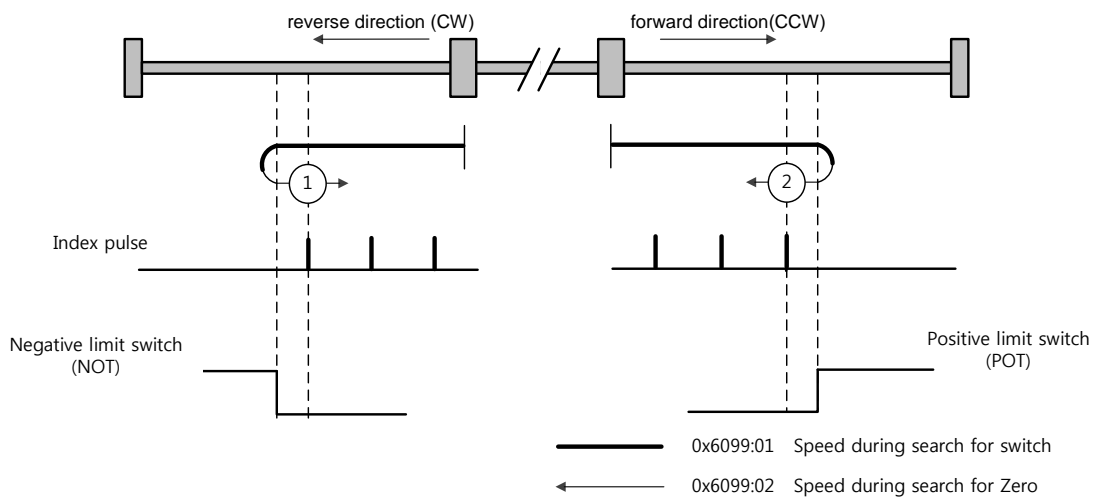 reverse direction (CW)
forward direction(CCW)
1
2
Index pulse
Negative limit switch
(NOT)
Positive limit switch
(POT)
0x6099:01 Speed during search for switch
0x6099:02 Speed during search for Zero